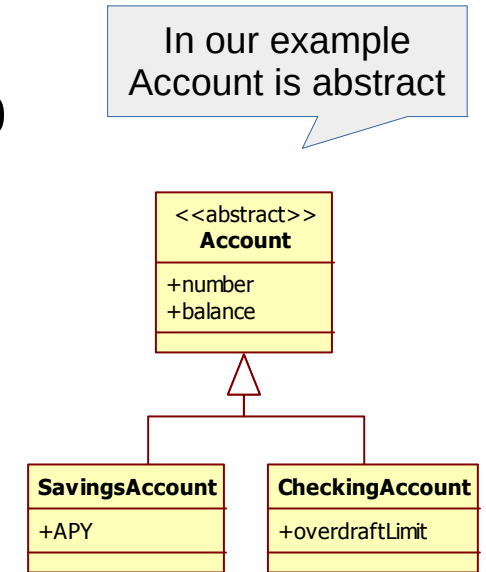 In our example
Account is abstract
)
<<abstract>>
Account
+number
+balance
SavingsAccount
+APY
CheckingAccount
+overdraftLimit